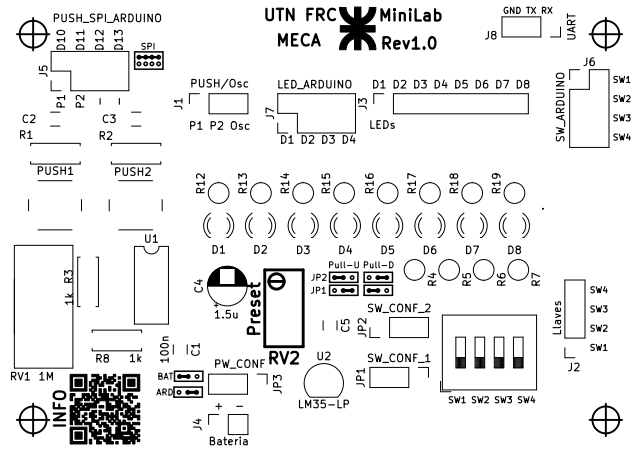 UTN FRC MiniLab
MECA Rev1.0
PUSH_SPI_ARDUINO
D10 D11 D12 D13
SPI
J5
P1 P2
GND TX RX
J8
UART
J6
SW_ARDUINO
SW1
SW2
SW3
SW4
PUSH/Osc
J1
P1 P2 Osc
LED_ARDUINO
J7
D1 D2 D3 D4
J3
D1 D2 D3 D4 D5 D6 D7 D8
LEDs
C2 C3
R1 R2
PUSH1 PUSH2
R12 R13 R14 R15 R16 R17 R18 R19
D1 D2 D3 D4 D5 D6 D7 D8
U1
R3
1k
C4
+
1.5u
Preset
RV2
Pull-U Pull-D
JP2
JP1
R4 R5 R6 R7
C5
JP2
SW_CONF_2
SW_CONF_1
JP1
SW1 SW2 SW3 SW4
Llaves
SW4
SW3
SW2
SW1
J2
R8 1k
100n
C1
RV1 1M
INFO
BAT
ARD
PW_CONF
JP3
U2
LM35-LP
J4
+ −
Bateria